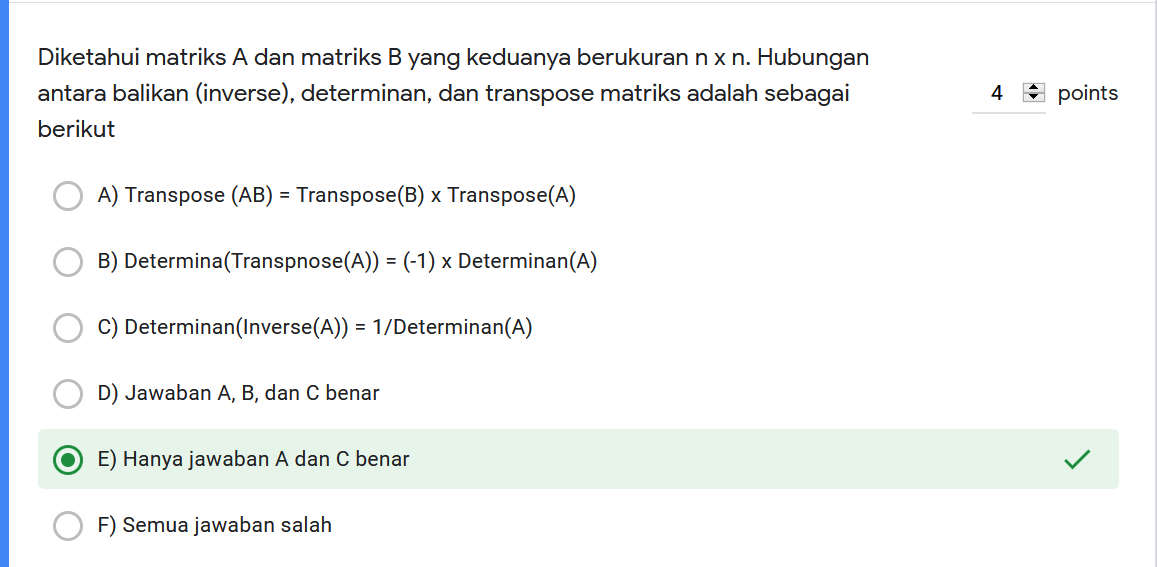 Diketahui matriks A dan matriks B yang keduanya berukuran n x n. Hubungan
antara balikan (inverse), determinan, dan transpose matriks adalah sebagai
berikut
4 points
A) Transpose (AB) = Transpose(B) x Transpose(A)
B) Determina(Transpnose(A)) = (-1) x Determinan(A)
C) Determinan(Inverse(A)) = 1/Determinan(A)
D) Jawaban A, B, dan C benar
E) Hanya jawaban A dan C benar
F) Semua jawaban salah